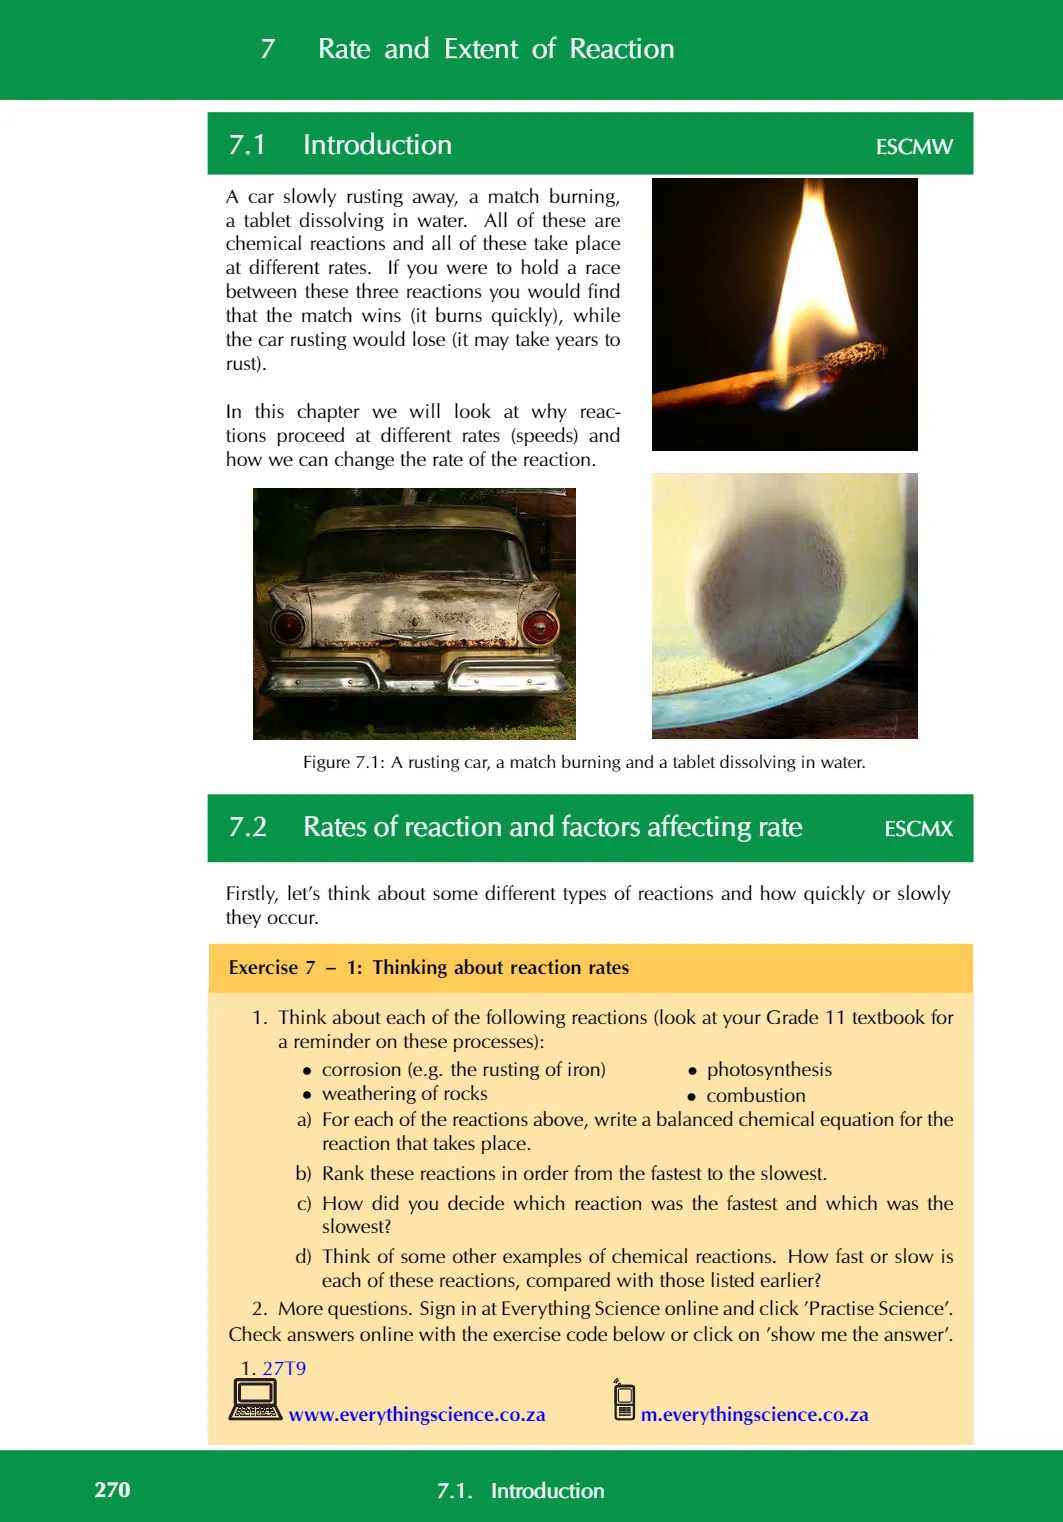 7 Rate and Extent of Reaction
7.1 Introduction ESCMW
A car slowly rusting away, a match burning,
a tablet dissolving in water. All of these are
chemical reactions and all of these take place
at different rates. If you were to hold a race
between these three reactions you would find
that the match wins (it burns quickly), while
the car rusting would lose (it may take years to
rust).
In this chapter we will look at why reac-
tions proceed at different rates (speeds) and
how we can change the rate of the reaction.
Figure 7.1: A rusting car, a match burning and a tablet dissolving in water.
7.2 Rates of reaction and factors affecting rate ESCMX
Firstly, let's think about some different types of reactions and how quickly or slowly
they occur.
Exercise 7 – 1: Thinking about reaction rates
1. Think about each of the following reactions (look at your Grade 11 textbook for
a reminder on these processes):
• corrosion (e.g. the rusting of iron)
• weathering of rocks
• photosynthesis
• combustion
a) For each of the reactions above, write a balanced chemical equation for the
reaction that takes place.
b) Rank these reactions in order from the fastest to the slowest.
c) How did you decide which reaction was the fastest and which was the
slowest?
d) Think of some other examples of chemical reactions. How fast or slow is
each of these reactions, compared with those listed earlier?
2. More questions. Sign in at Everything Science online and click 'Practise Science'.
Check answers online with the exercise code below or click on 'show me the answer'.
1. 27T9
www.everythingscience.co.za
m.everythingscience.co.za
270 7.1. Introduction